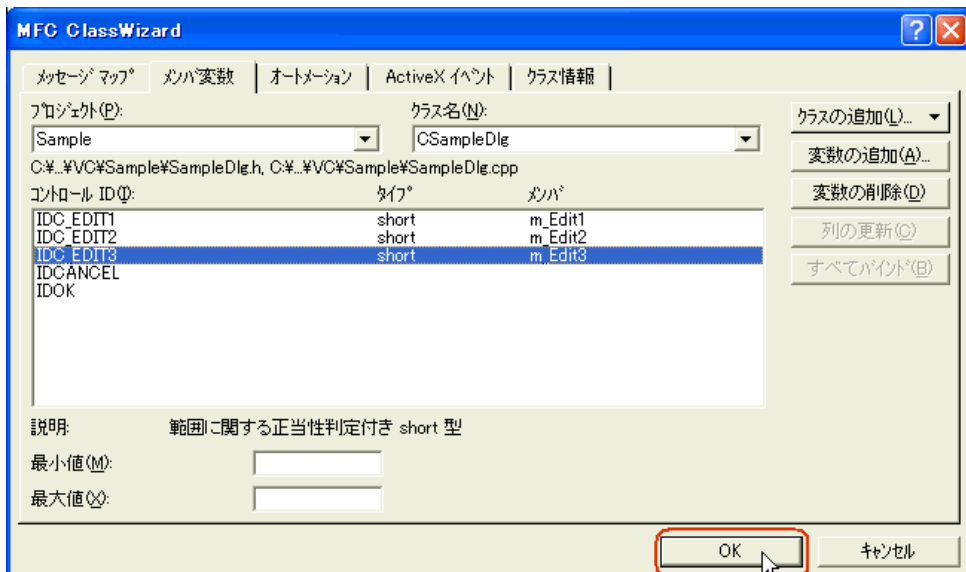 MFC ClassWizard
メッセージ マップ メンバ変数 オートメーション ActiveX イベント クラス情報
プロジェクト(P): クラス名(N):
Sample CSampleDlg
クラスの追加(L)...
変数の追加(A)...
C:¥...¥VC¥Sample¥SampleDlg.h, C:¥...¥VC¥Sample¥SampleDlg.cpp
コントロール ID(I): タイプ メンバ
変数の削除(D)
IDC_EDIT1 short m_Edit1
IDC_EDIT2 short m_Edit2
列の更新(C)
IDC_EDIT3 short m_Edit3
すべてバインド(B)
IDCANCEL
IDOK
説明: 範囲に関する正当性判定付き short 型
最小値(M):
最大値(X):
OK キャンセル